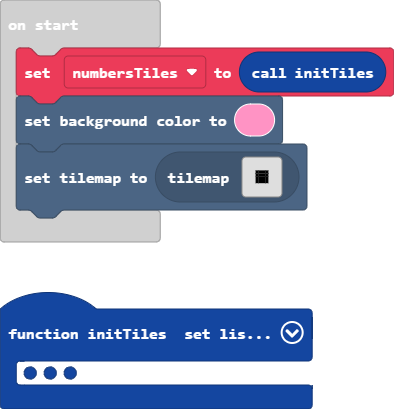 on start
set numbersTiles to call initTiles
set background color to
set tilemap to tilemap
function initTiles set lis...